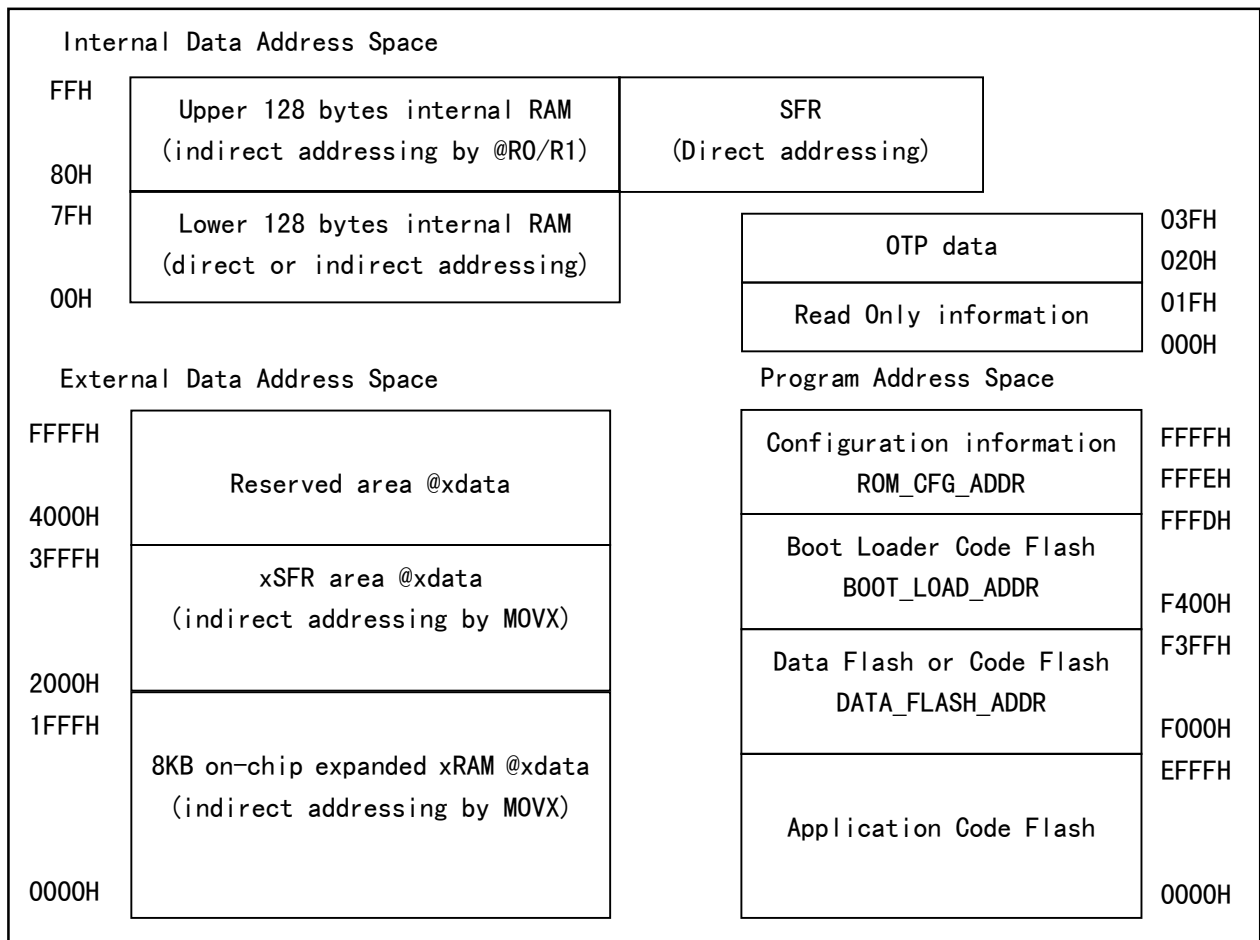 Internal Data Address Space
FFH
Upper 128 bytes internal RAM
(indirect addressing by @R0/R1)
80H
SFR
(Direct addressing)
7FH
Lower 128 bytes internal RAM
(direct or indirect addressing)
00H
OTP data
03FH
020H
Read Only information
01FH
000H
External Data Address Space
FFFFH
Reserved area @xdata
4000H
3FFFH
xSFR area @xdata
(indirect addressing by MOVX)
2000H
1FFFH
8KB on-chip expanded xRAM @xdata
(indirect addressing by MOVX)
0000H
Program Address Space
Configuration information
ROM_CFG_ADDR
FFFFH
FFFEH
Boot Loader Code Flash
BOOT_LOAD_ADDR
FFFDH
F400H
Data Flash or Code Flash
DATA_FLASH_ADDR
F3FFH
F000H
Application Code Flash
EFFFH
0000H